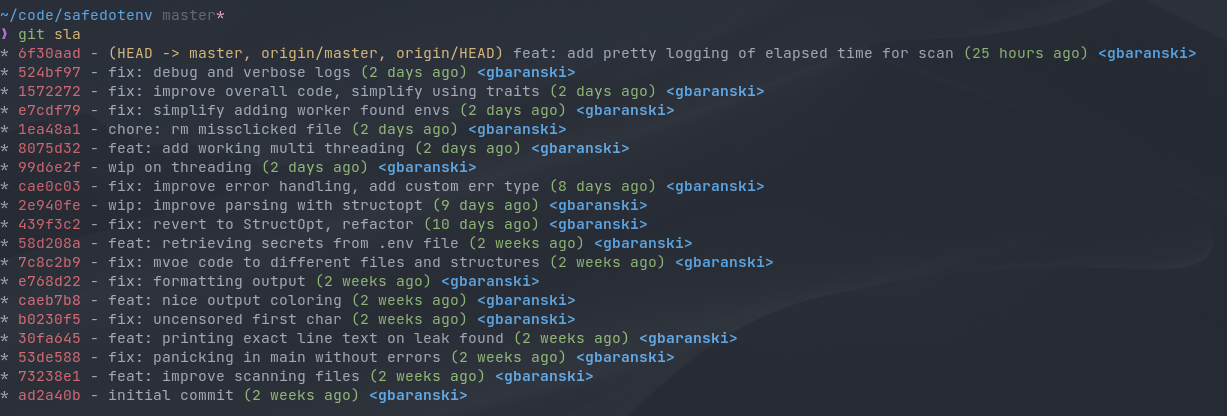 ~/code/safedotenv master*
❯ git sla
* 6f30aad - (HEAD -> master, origin/master, origin/HEAD) feat: add pretty logging of elapsed time for scan (25 hours ago) <gbaranski>
* 524bf97 - fix: debug and verbose logs (2 days ago) <gbaranski>
* 1572272 - fix: improve overall code, simplify using traits (2 days ago) <gbaranski>
* e7cdf79 - fix: simplify adding worker found envs (2 days ago) <gbaranski>
* 1ea48a1 - chore: rm missclicked file (2 days ago) <gbaranski>
* 8075d32 - feat: add working multi threading (2 days ago) <gbaranski>
* 99d6e2f - wip on threading (2 days ago) <gbaranski>
* cae0c03 - fix: improve error handling, add custom err type (8 days ago) <gbaranski>
* 2e940fe - wip: improve parsing with structopt (9 days ago) <gbaranski>
* 439f3c2 - fix: revert to StructOpt, refactor (10 days ago) <gbaranski>
* 58d208a - feat: retrieving secrets from .env file (2 weeks ago) <gbaranski>
* 7c8c2b9 - fix: mvoe code to different files and structures (2 weeks ago) <gbaranski>
* e768d22 - fix: formatting output (2 weeks ago) <gbaranski>
* caeb7b8 - feat: nice output coloring (2 weeks ago) <gbaranski>
* b0230f5 - fix: uncensored first char (2 weeks ago) <gbaranski>
* 30fa645 - feat: printing exact line text on leak found (2 weeks ago) <gbaranski>
* 53de588 - fix: panicking in main without errors (2 weeks ago) <gbaranski>
* 73238e1 - feat: improve scanning files (2 weeks ago) <gbaranski>
* ad2a40b - initial commit (2 weeks ago) <gbaranski>